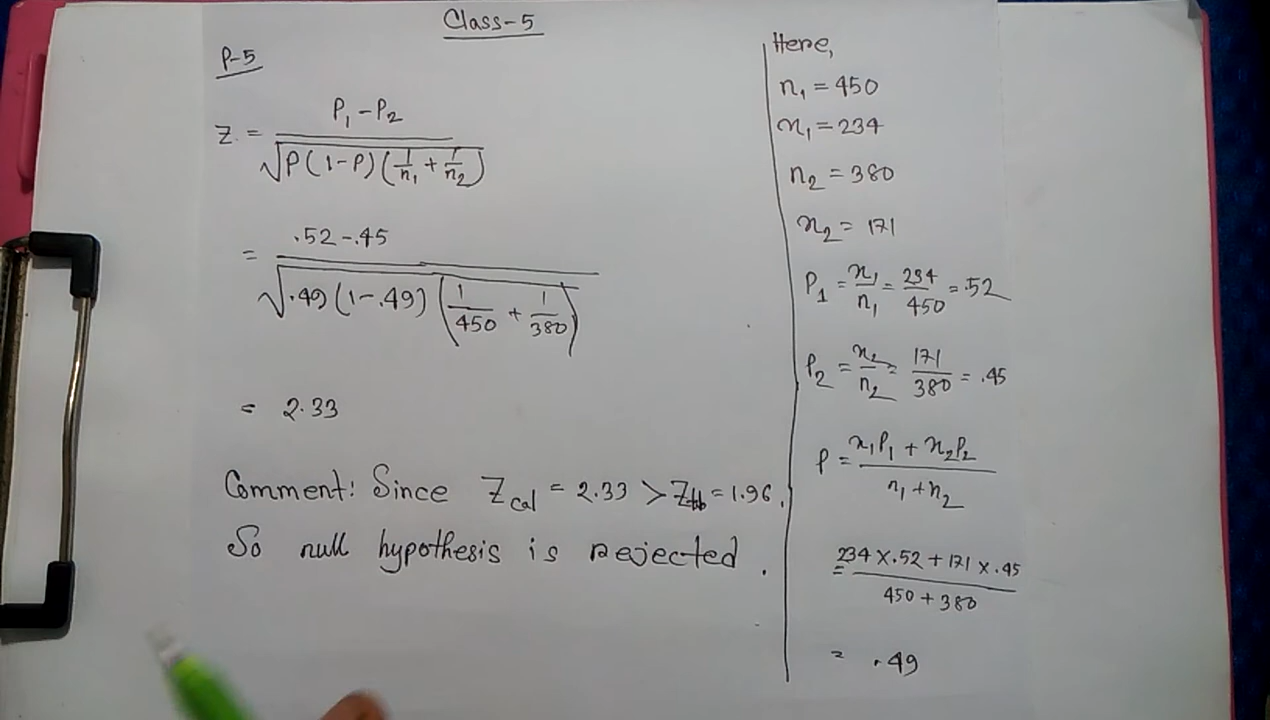 Class-5
P-5
Z = P₁ - P₂ / √P(1-P)(1/n₁ + 1/n₂)
= .52 - .45 / √.49(1-.49)(1/450 + 1/380)
= 2.33
Comment: Since Zcal = 2.33 > Ztab = 1.96.
So null hypothesis is rejected.
Here,
n₁ = 450
x₁ = 234
n₂ = 380
x₂ = 171
P₁ = x₁/n₁ = 234/450 = .52
P₂ = x₂/n₂ = 171/380 = .45
P = x₁P₁ + x₂P₂ / n₁ + n₂
= 234 × .52 + 171 × .45 / 450 + 380
= .49